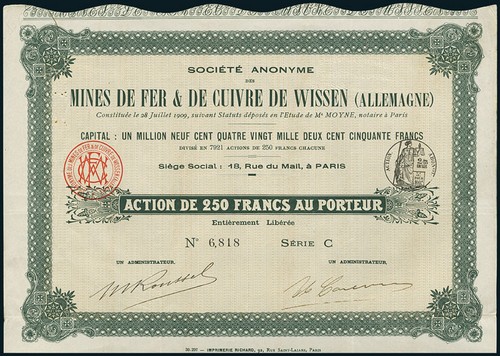 SOCIÉTÉ ANONYME
DES
MINES DE FER & DE CUIVRE DE WISSEN (ALLEMAGNE)
Constituée le 28 Juillet 1909, suivant Statuts déposés en l'Etude de Me MOYNE, notaire à Paris
CAPITAL : UN MILLION NEUF CENT QUATRE VINGT MILLE DEUX CENT CINQUANTE FRANCS
DIVISÉ EN 7921 ACTIONS DE 250 FRANCS CHACUNE
Siège Social : 18, Rue du Mail, à PARIS
ACTION DE 250 FRANCS AU PORTEUR
Entièrement Libérée
No 6,818 SÉRIE C
UN ADMINISTRATEUR. UN ADMINISTRATEUR.
IMPRIMERIE RICHARD, Rue Saint-Lazare, Paris